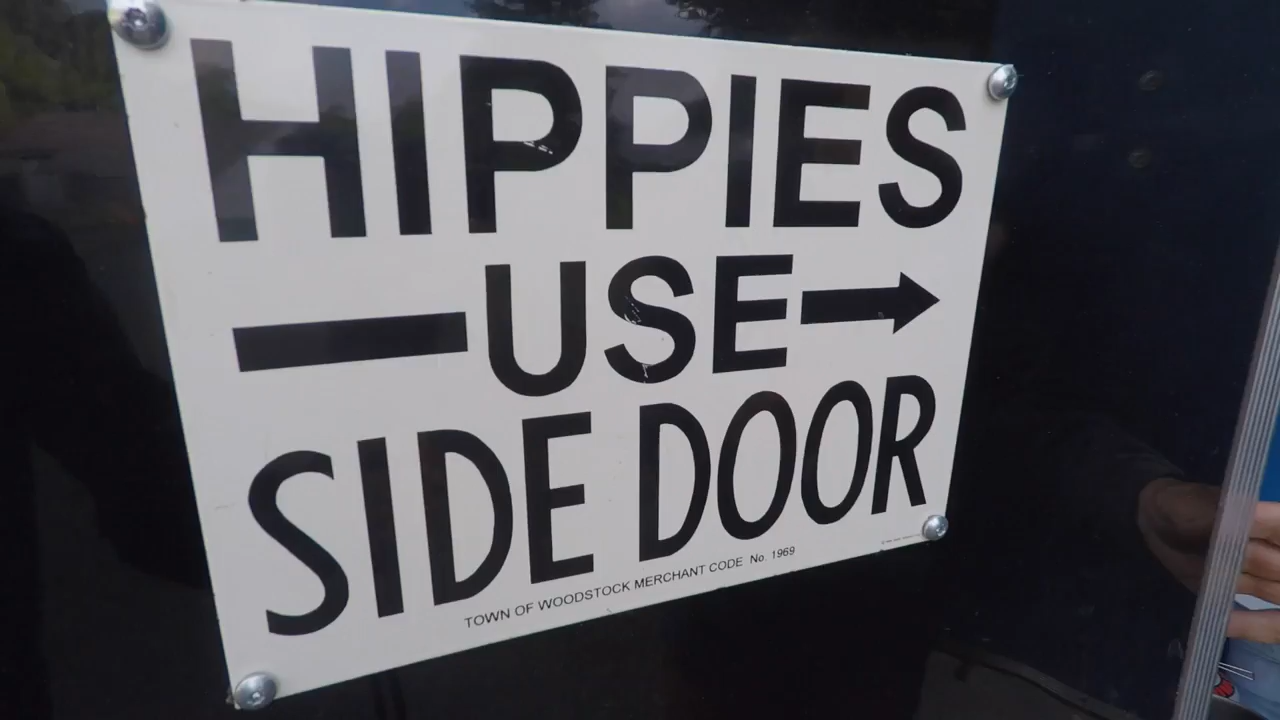 HIPPIES
USE
SIDE DOOR
TOWN OF WOODSTOCK MERCHANT CODE No. 1969